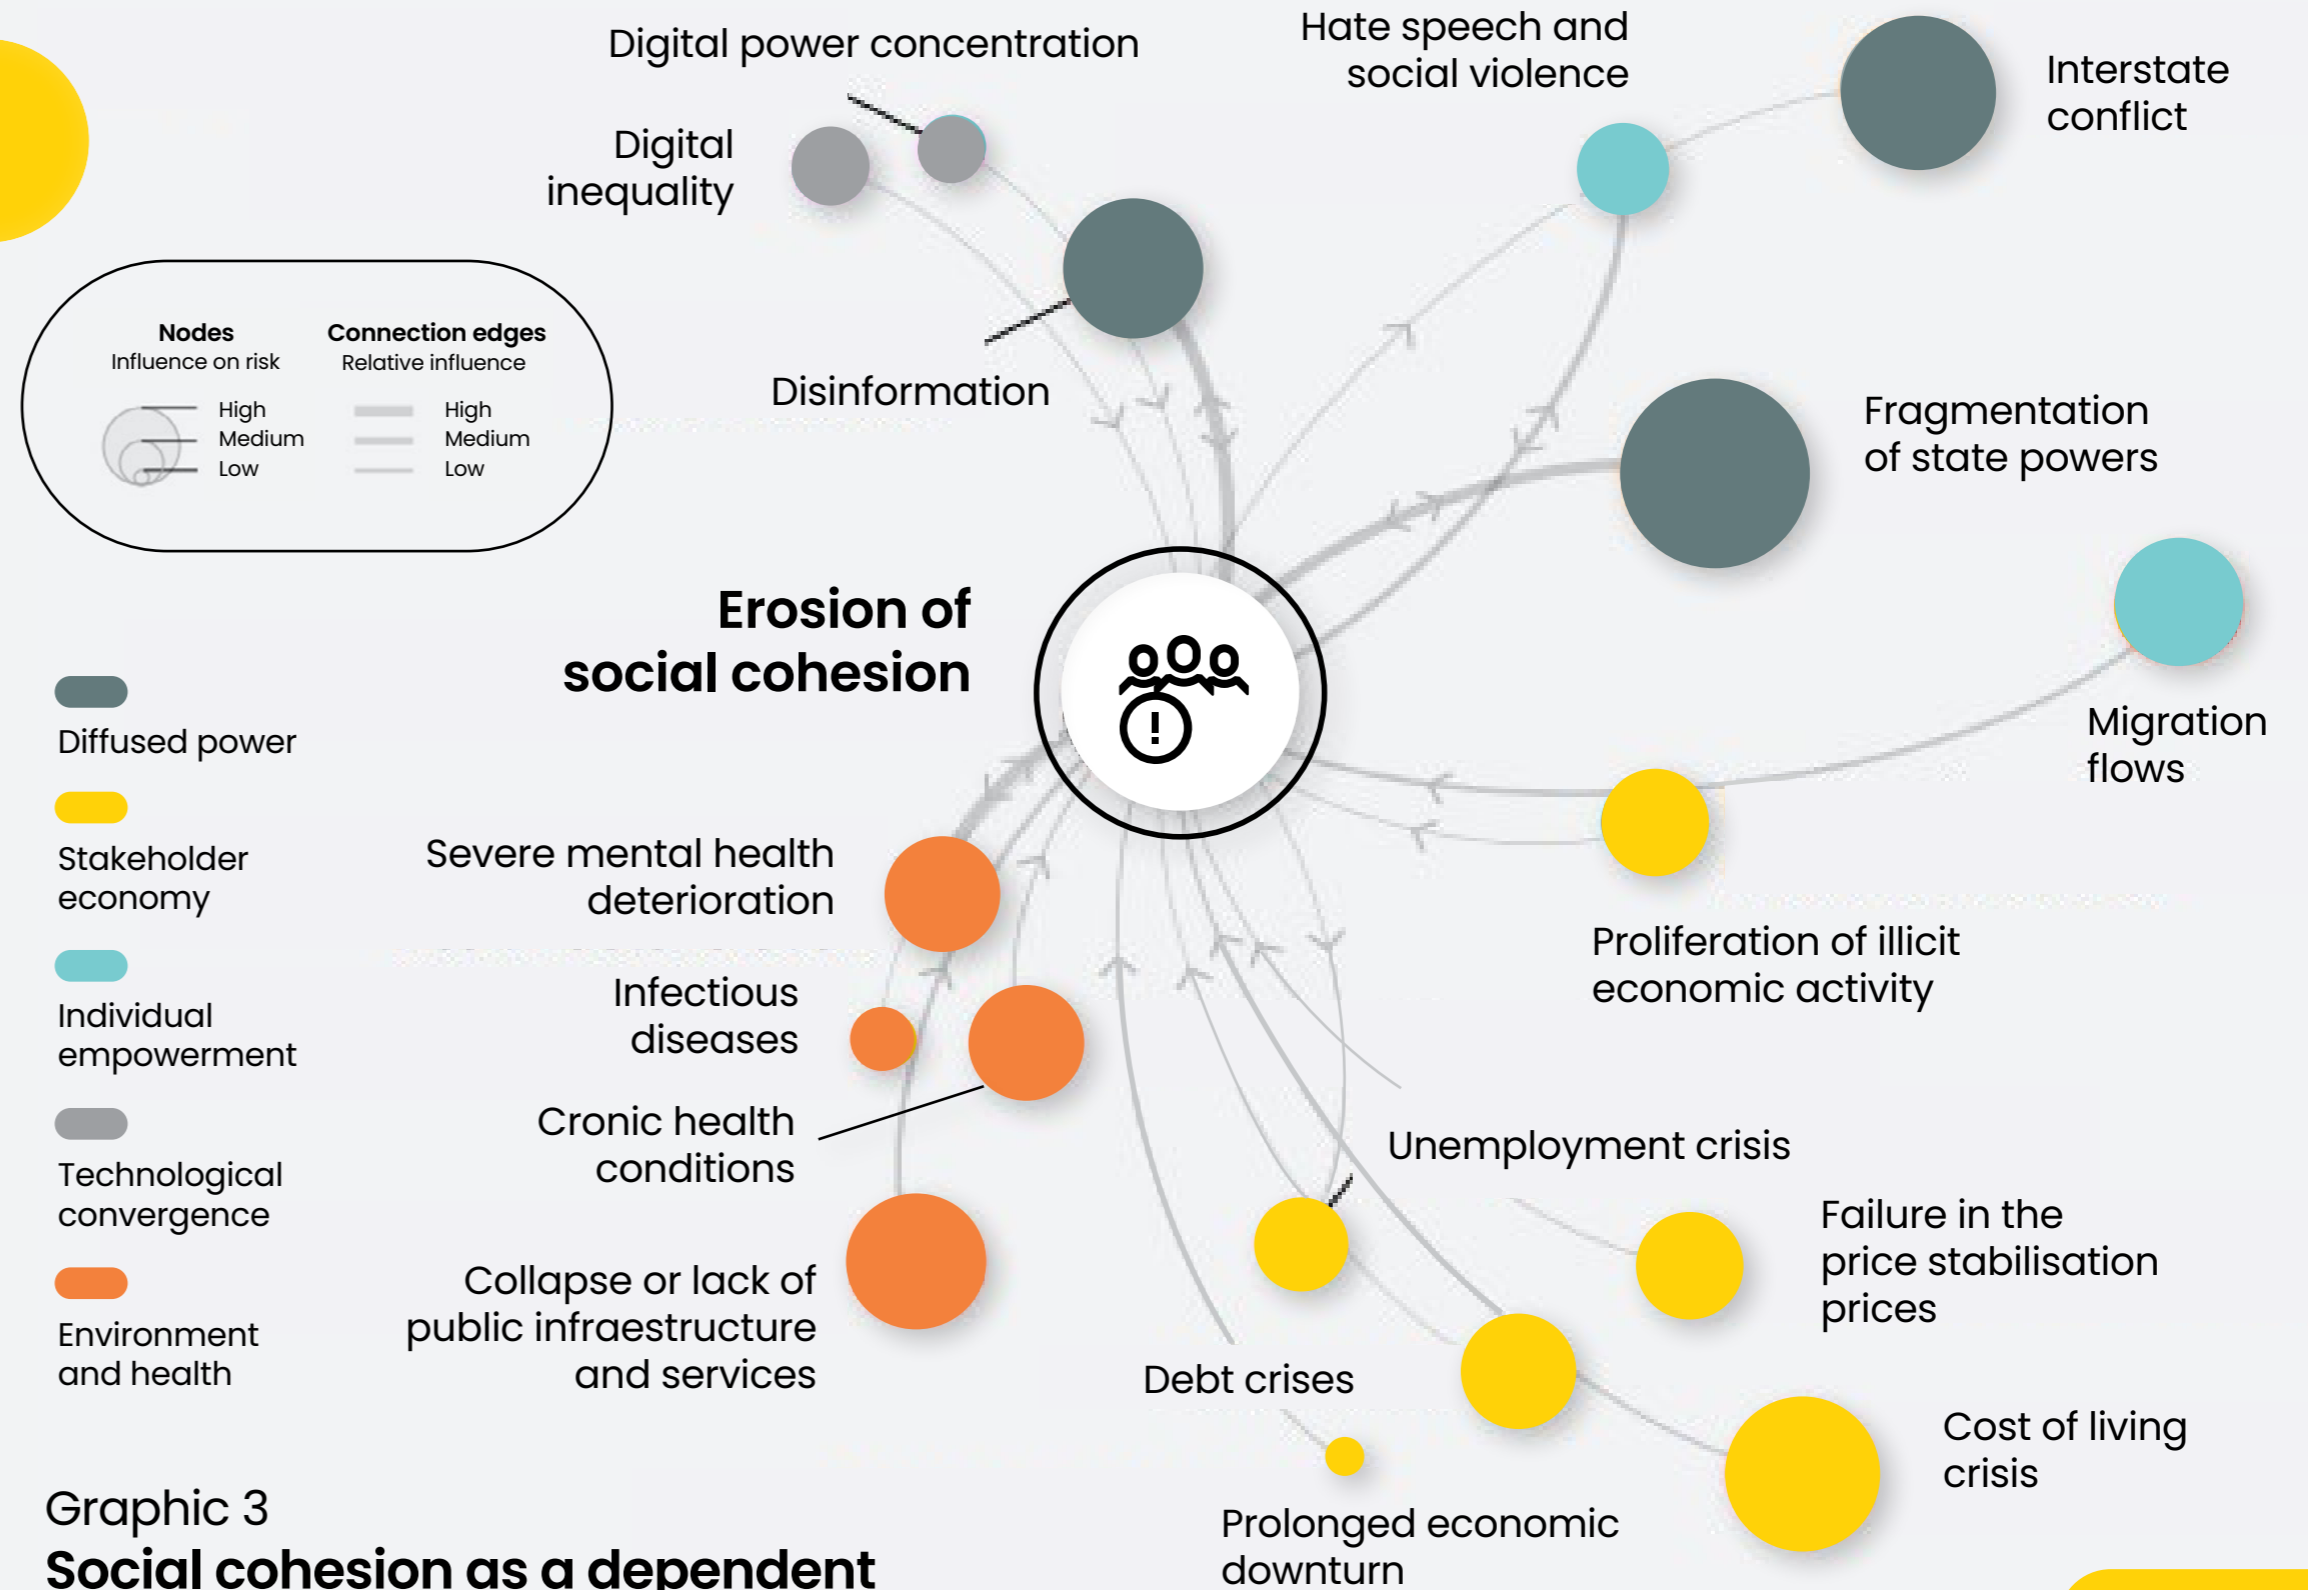 Digital power concentration
Hate speech and
social violence
Interstate
conflict
Digital
inequality
Nodes
Influence on risk
High
Medium
Low
Connection edges
Relative influence
High
Medium
Low
Disinformation
Fragmentation
of state powers
Erosion of
social cohesion
!
Migration
flows
Diffused power
Stakeholder
economy
Individual
empowerment
Technological
convergence
Environment
and health
Severe mental health
deterioration
Proliferation of illicit
economic activity
Infectious
diseases
Cronic health
conditions
Unemployment crisis
Failure in the
price stabilisation
prices
Collapse or lack of
public infraestructure
and services
Debt crises
Cost of living
crisis
Prolonged economic
downturn
Graphic 3
Social cohesion as a dependent